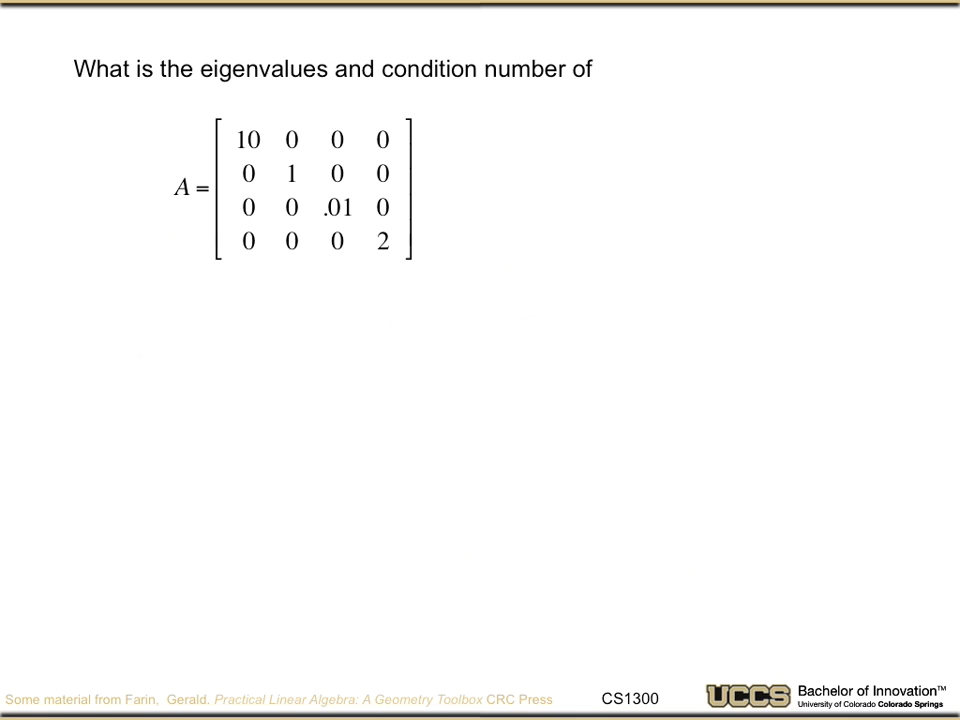 What is the eigenvalues and condition number of
10 0 0 0
0 1 0 0
A =
0 0 .01 0
0 0 0 2
Some material from Farin, Gerald. Practical Linear Algebra: A Geometry Toolbox CRC Press
CS1300
UCCS
Bachelor of Innovation™
University of Colorado Colorado Springs